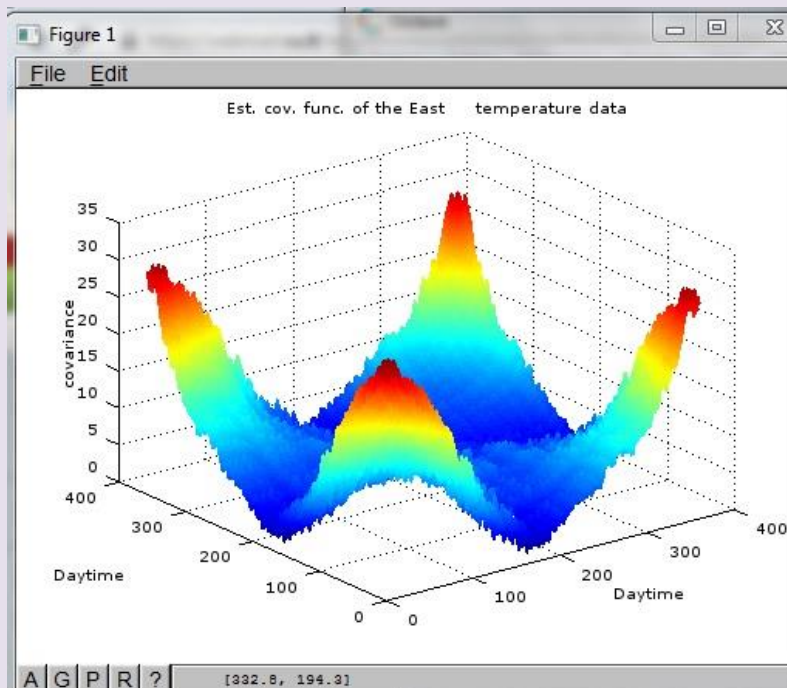 Figure 1
File Edit
Est. cov. func. of the East temperature data
35
30
25
20
15
10
5
0
covariance
400
300
200
100
0
Daytime
0
100
200
300
400
Daytime
A G P R ?
[332.8, 194.3]